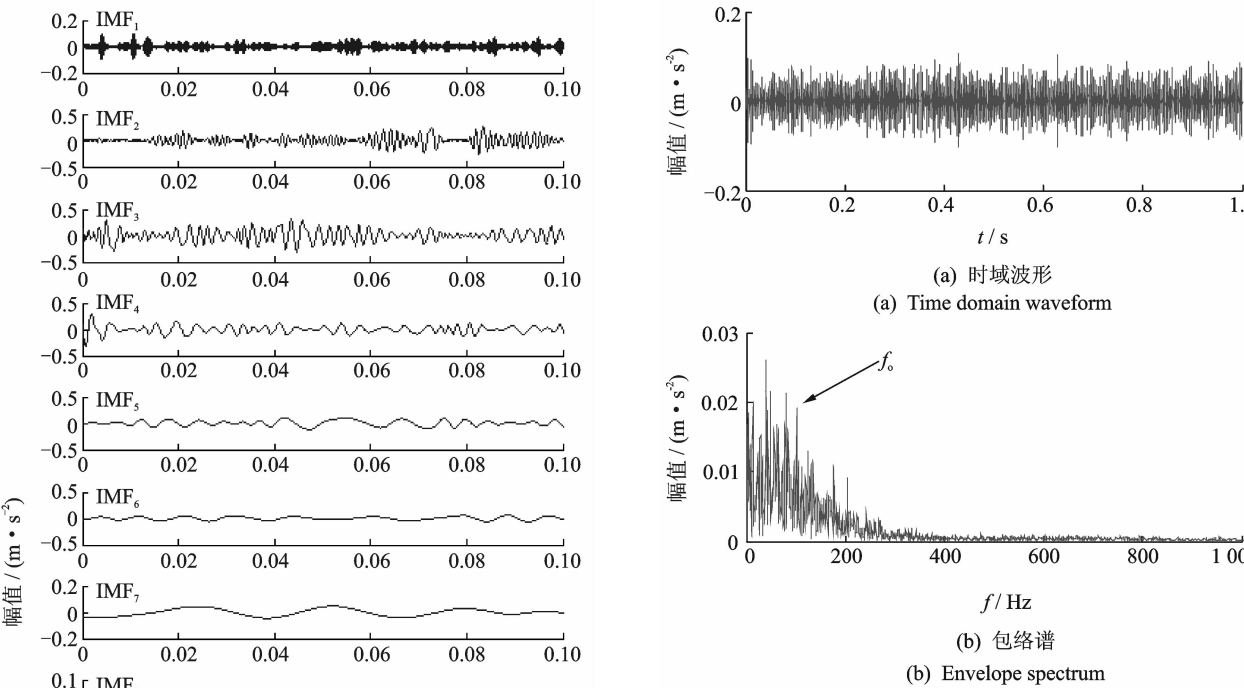 0.2 IMF₁
0
−0.2
0 0.02 0.04 0.06 0.08 0.10
0.5 IMF₂
0
−0.5
0 0.02 0.04 0.06 0.08 0.10
0.5 IMF₃
0
−0.5
0 0.02 0.04 0.06 0.08 0.10
0.5 IMF₄
0
−0.5
0 0.02 0.04 0.06 0.08 0.10
0.5 IMF₅
0
−0.5
0 0.02 0.04 0.06 0.08 0.10
0.5 IMF₆
0
−0.5
0 0.02 0.04 0.06 0.08 0.10
0.2 IMF₇
0
−0.2
0 0.02 0.04 0.06 0.08 0.10
0.1 IMF
幅值 / (m • s⁻²)
0.2
0
−0.2
幅值 / (m • s⁻²)
0 0.2 0.4 0.6 0.8 1.
t / s
(a) 时域波形
(a) Time domain waveform
0.03
0.02
0.01
0
幅值 / (m • s⁻²)
fₒ
0 200 400 600 800 1 00
f / Hz
(b) 包络谱
(b) Envelope spectrum